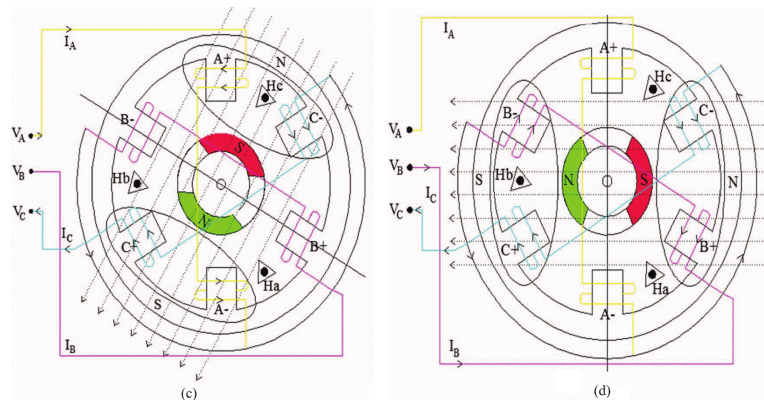 I_A
A+
N
Hc
B-
C-
V_A
V_B
V_C
S
Hb
O
N
I_C
C+
B+
Ha
S
A-
I_B
(c)
I_A
A+
Hc
B-
C-
V_A
V_B
V_C
Hb
I_C
S
N
O
S
N
C+
B+
Ha
A-
I_B
(d)